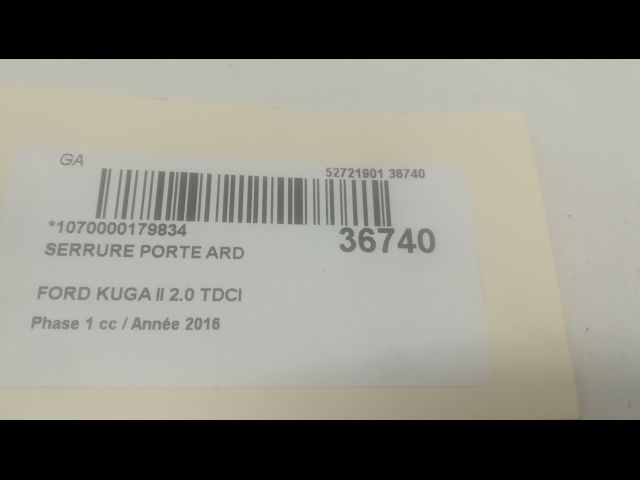 GA
52721901 36740
*1070000179834
36740
SERRURE PORTE ARD
FORD KUGA II 2.0 TDCI
Phase 1 cc / Année 2016